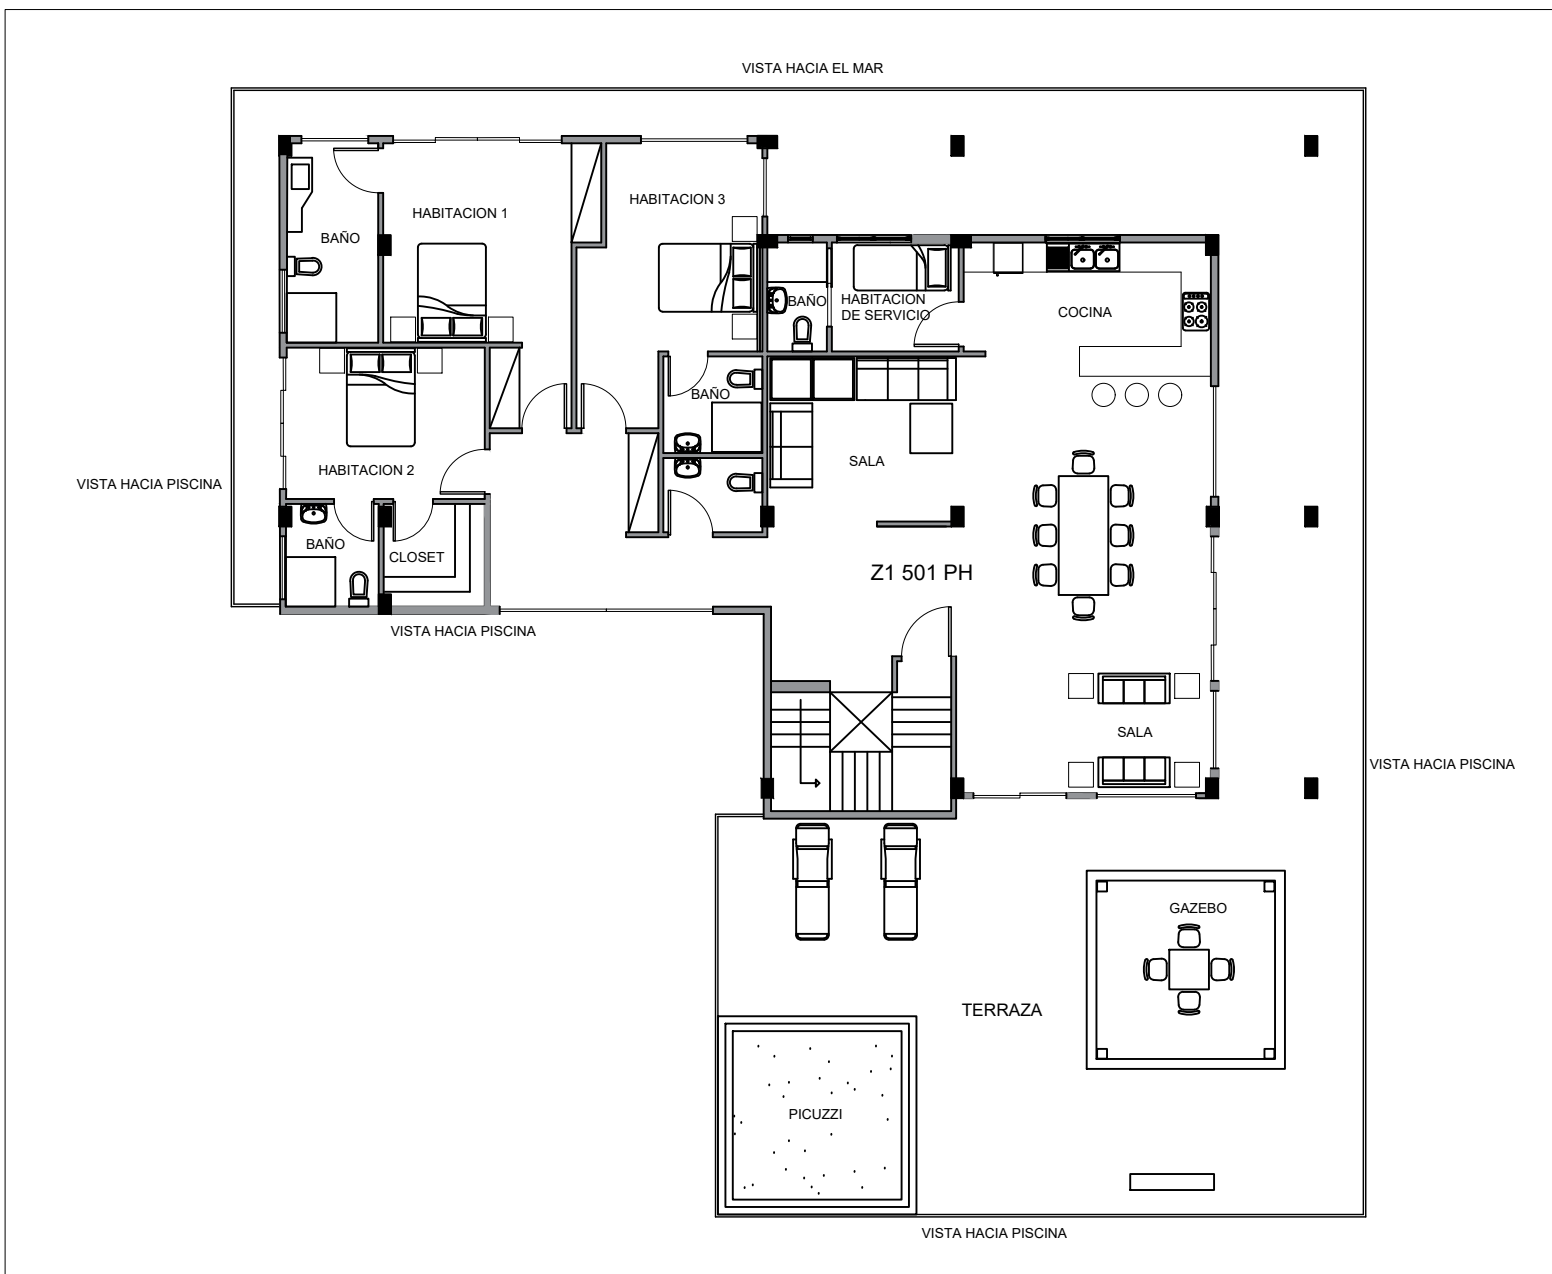 VISTA HACIA EL MAR
HABITACION 3
HABITACION 1
BAÑO
BAÑO
HABITACION
DE SERVICIO
COCINA
BAÑO
SALA
HABITACION 2
VISTA HACIA PISCINA
BAÑO
CLOSET
Z1 501 PH
VISTA HACIA PISCINA
SALA
VISTA HACIA PISCINA
GAZEBO
TERRAZA
PICUZZI
VISTA HACIA PISCINA